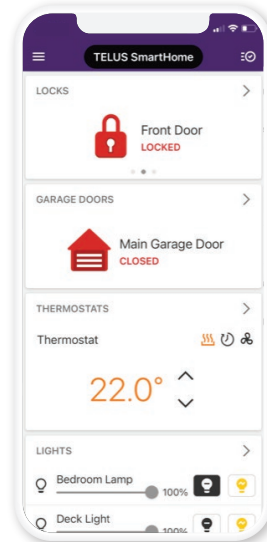 TELUS SmartHome
LOCKS
Front Door
LOCKED
GARAGE DOORS
Main Garage Door
CLOSED
THERMOSTATS
Thermostat
22.0°
LIGHTS
Bedroom Lamp
100%
Deck Light
100%